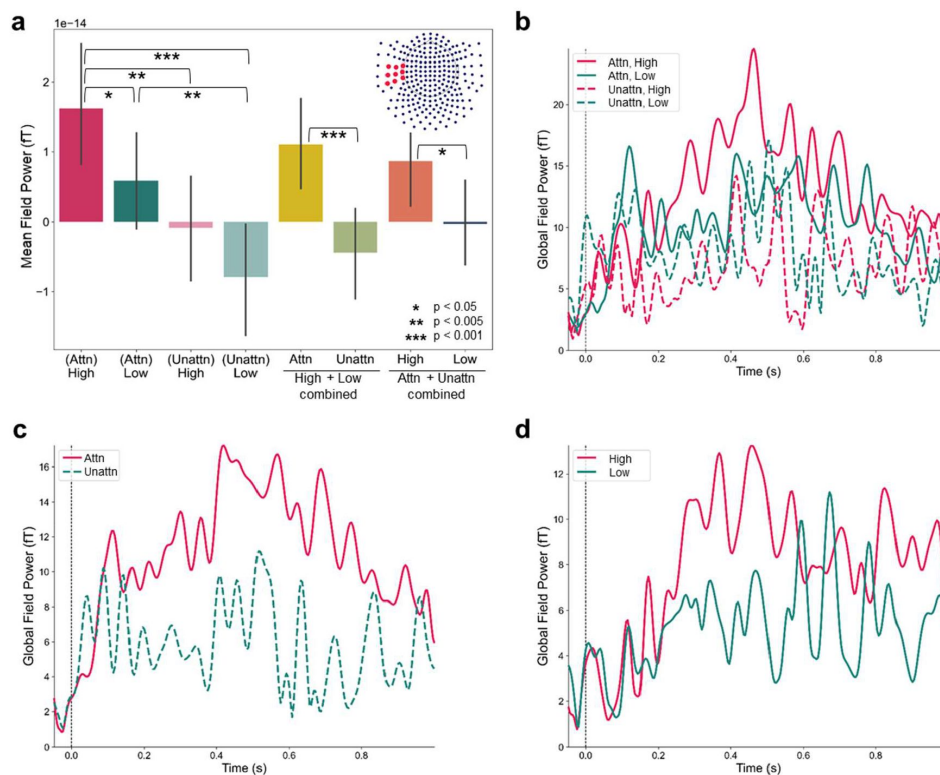 a
1e−14
Mean Field Power (fT)
2
1
0
−1
***
**
*
**
***
*
* p < 0.05
** p < 0.005
*** p < 0.001
(Attn) High
(Attn) Low
(Unattn) High
(Unattn) Low
Attn Unattn
High + Low combined
High Low
Attn + Unattn combined
b
Attn, High
Attn, Low
Unattn, High
Unattn, Low
Global Field Power (fT)
20
15
10
5
0
0.0 0.2 0.4 0.6 0.8
Time (s)
c
Attn
Unattn
Global Field Power (fT)
16
14
12
10
8
6
4
2
0
0.0 0.2 0.4 0.6 0.8
Time (s)
d
High
Low
Global Field Power (fT)
12
10
8
6
4
2
0
0.0 0.2 0.4 0.6 0.8
Time (s)